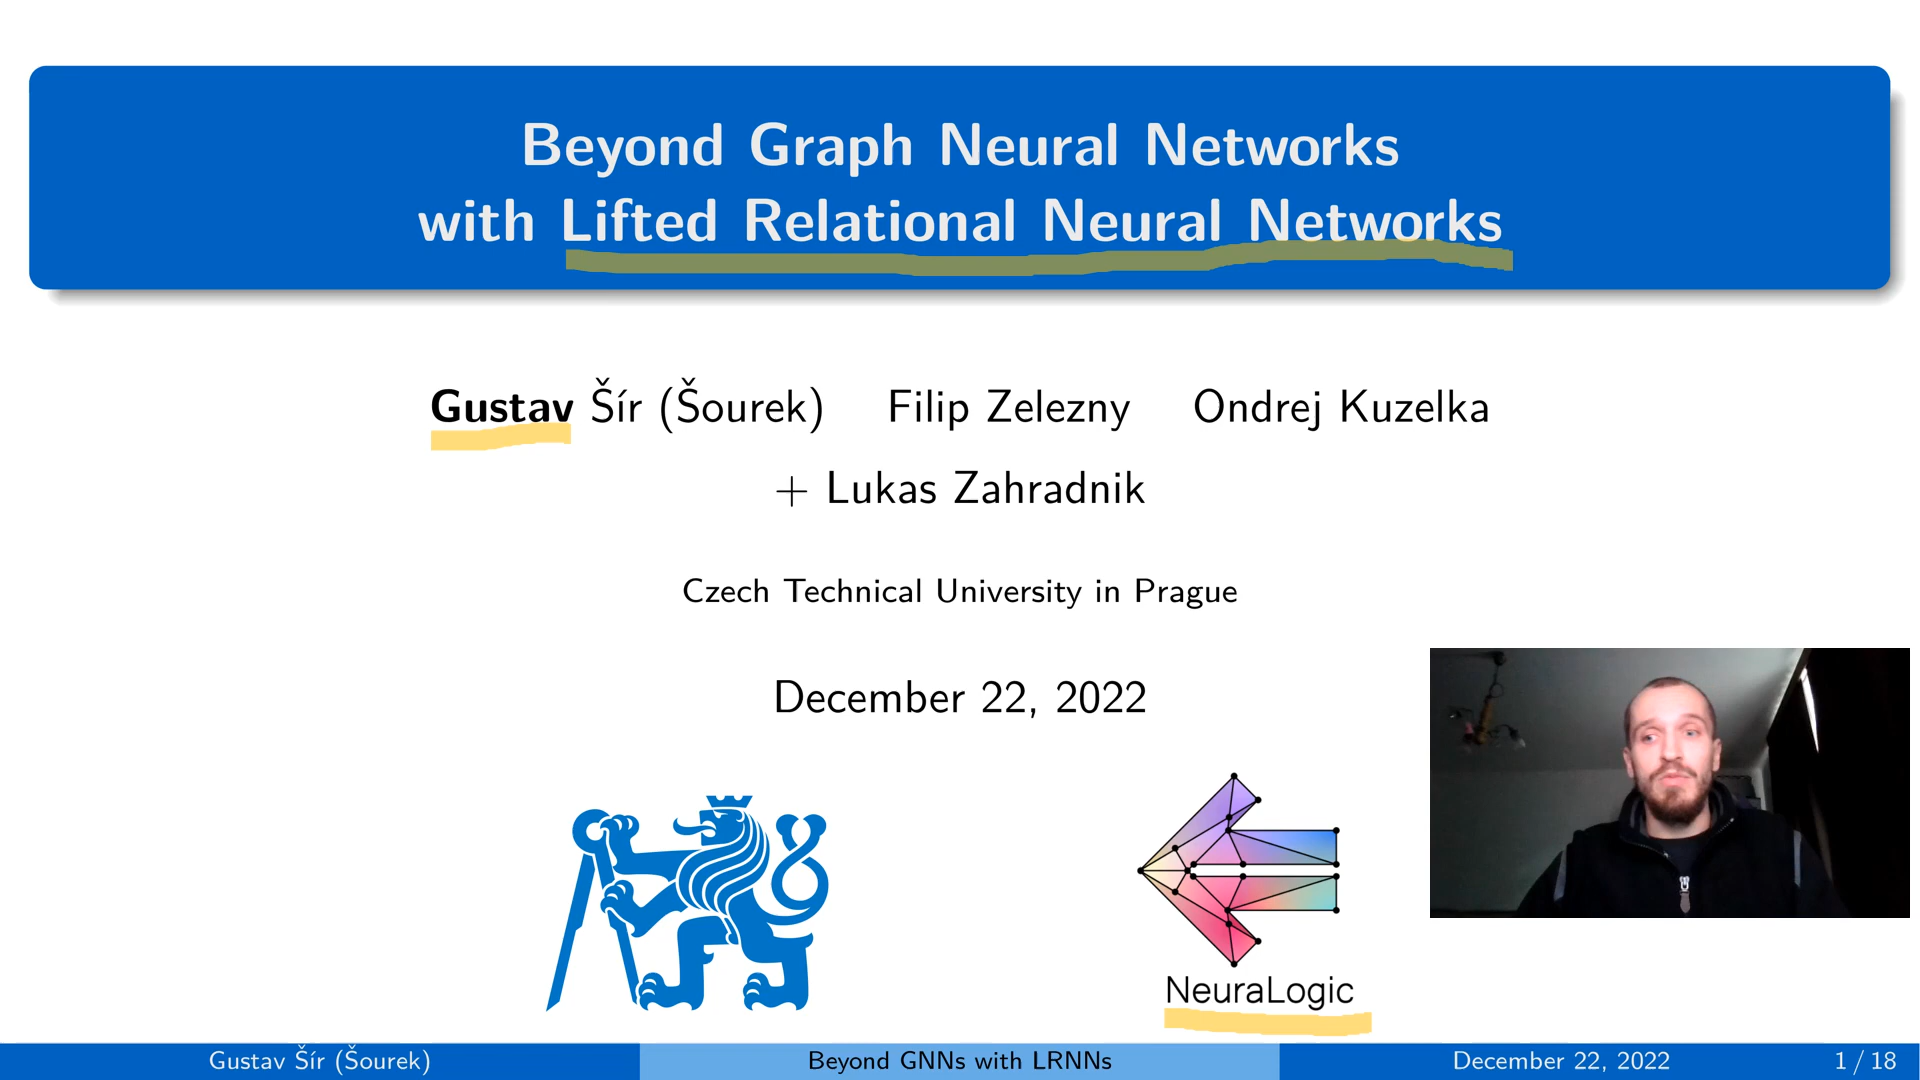 Beyond Graph Neural Networks
with Lifted Relational Neural Networks
Gustav Šír (Šourek) Filip Zelezny Ondrej Kuzelka
+ Lukas Zahradnik
Czech Technical University in Prague
December 22, 2022
NeuraLogic
Gustav Šír (Šourek) Beyond GNNs with LRNNs December 22, 2022 1 / 18